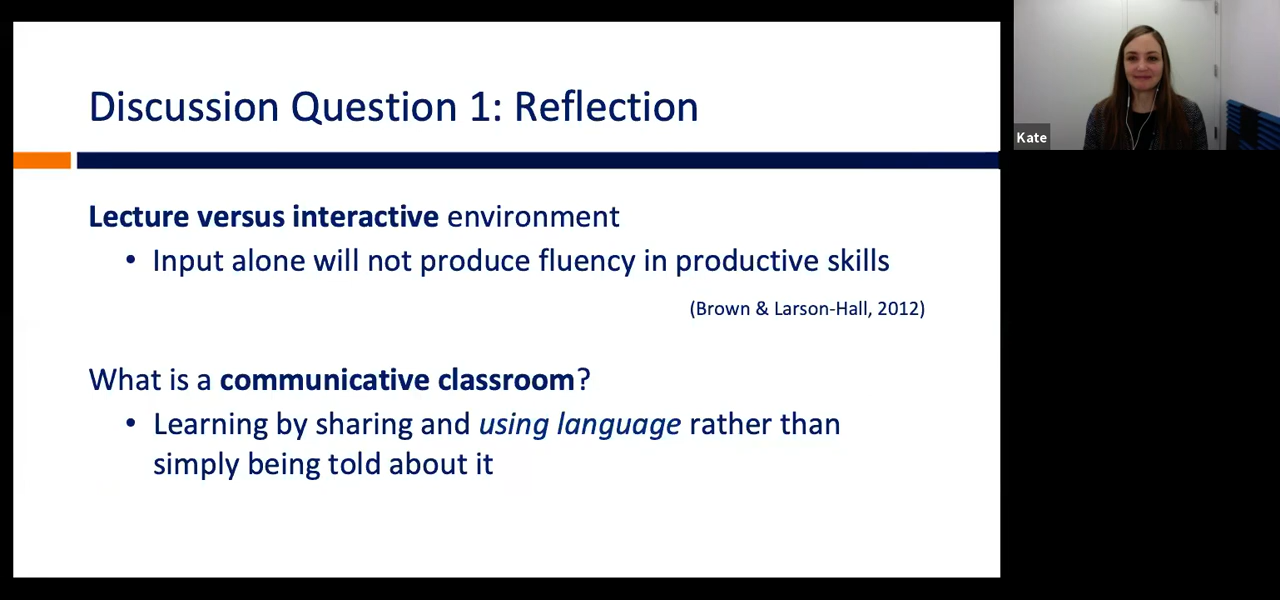 Discussion Question 1: Reflection
Kate
Lecture versus interactive environment
• Input alone will not produce fluency in productive skills
(Brown & Larson-Hall, 2012)
What is a communicative classroom?
• Learning by sharing and using language rather than
simply being told about it